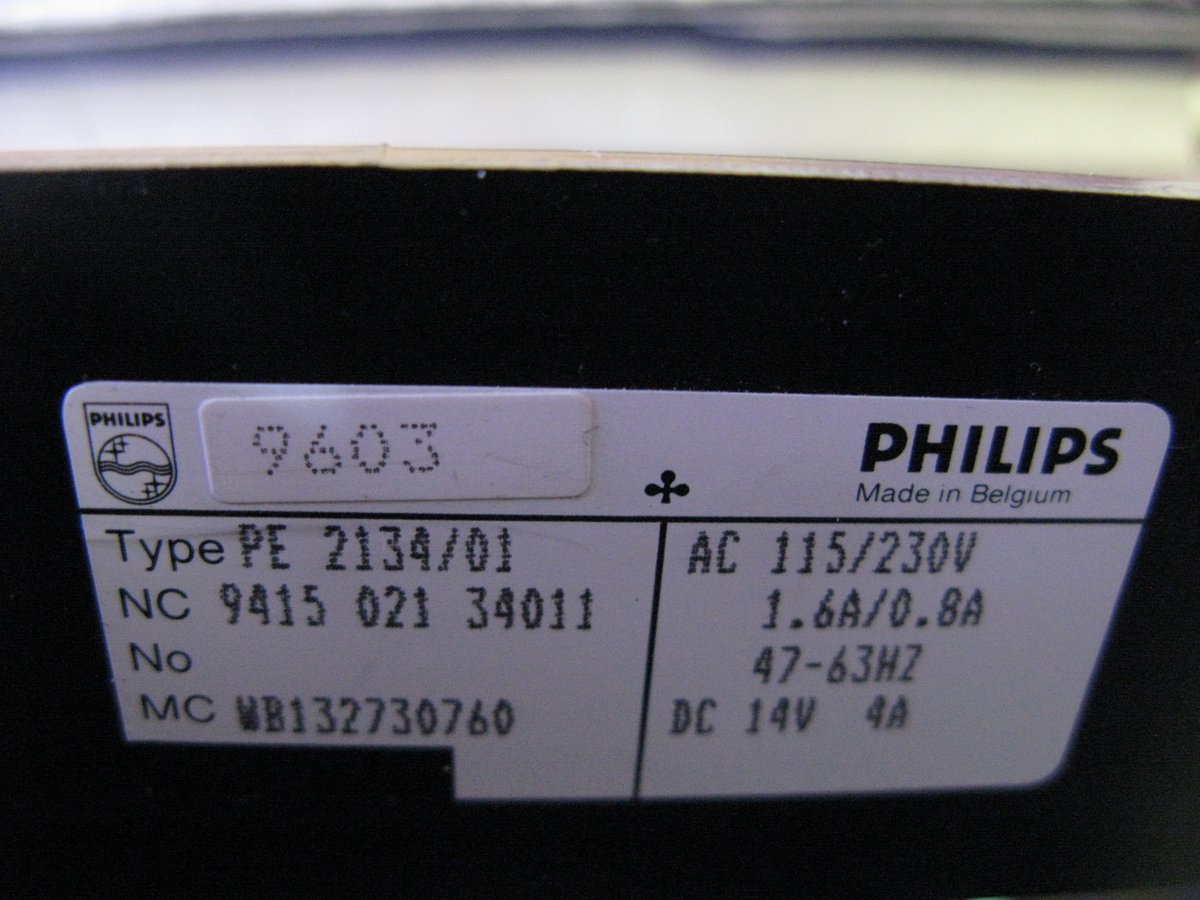 PHILIPS
9603
PHILIPS
Made in Belgium
Type PE 2134/01
NC 9415 021 34011
No
MC WB132730760
AC 115/230V
1.6A/0.8A
47-63HZ
DC 14V 4A